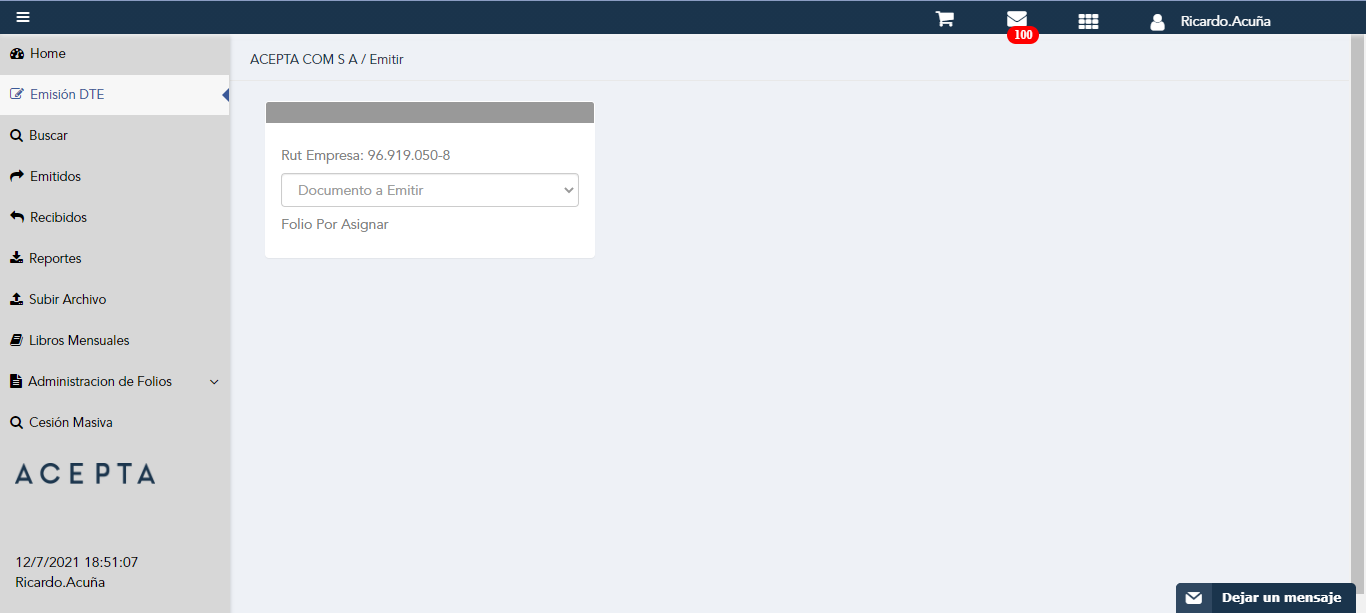 100
Ricardo.Acuña
Home
Emisión DTE
Buscar
Emitidos
Recibidos
Reportes
Subir Archivo
Libros Mensuales
Administracion de Folios
Cesión Masiva
ACEPTA
12/7/2021 18:51:07
Ricardo.Acuña
ACEPTA COM S A / Emitir
Rut Empresa: 96.919.050-8
Documento a Emitir
Folio Por Asignar
Dejar un mensaje